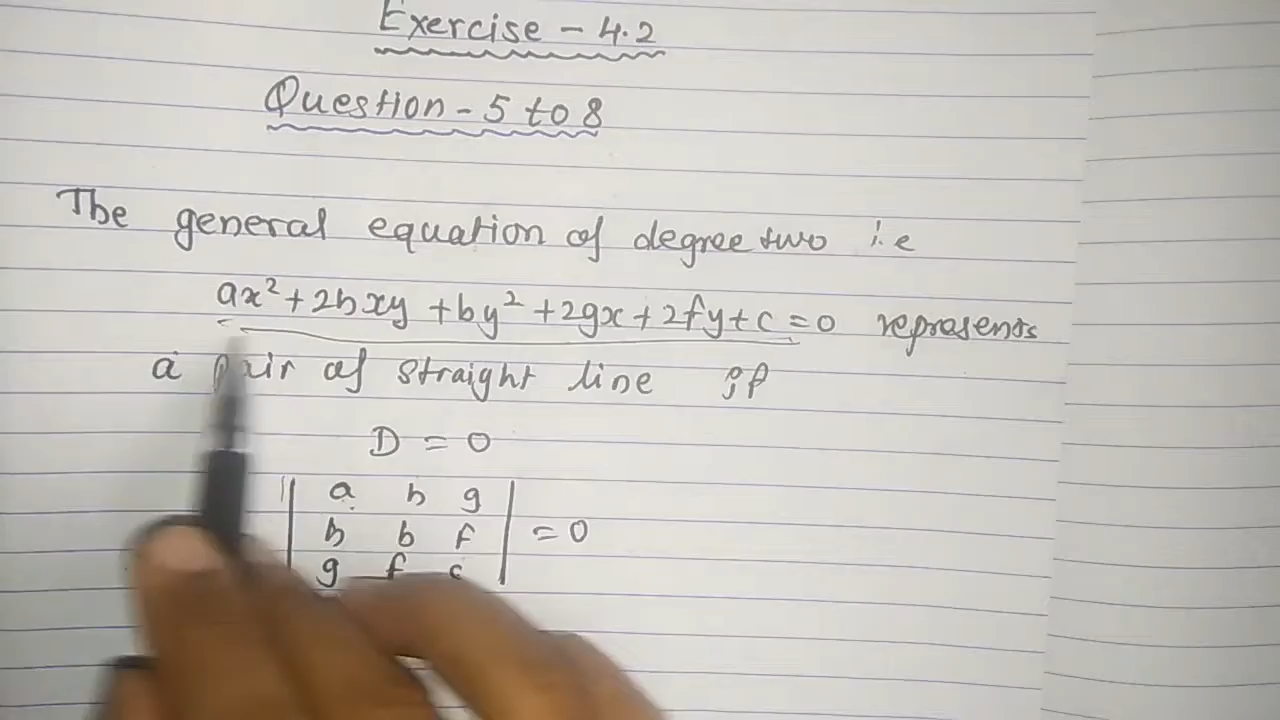 Exercise - 4.2
Question - 5 to 8
The general equation of degree two i.e
ax² + 2hxy + by² + 2gx + 2fy + c = 0 represents
a pair of straight line if
D = 0
| a h g |
| h b f | = 0
| g f c |